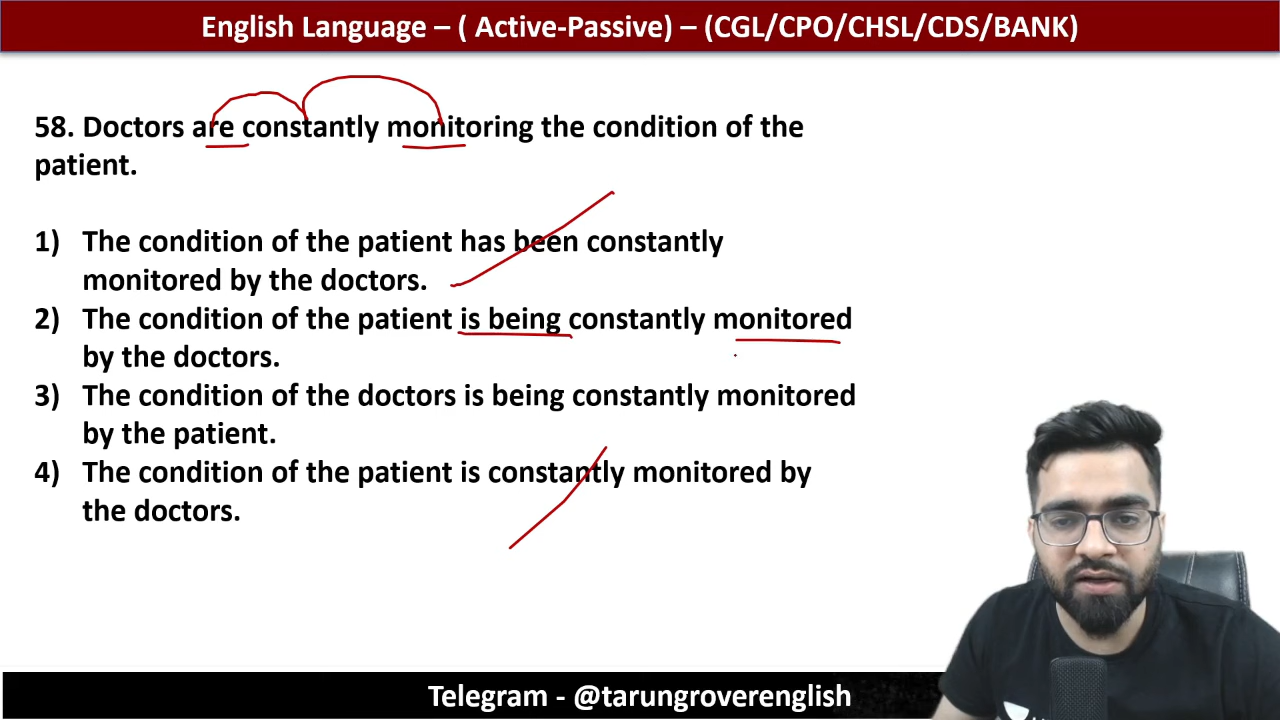 English Language – ( Active-Passive) – (CGL/CPO/CHSL/CDS/BANK)
58. Doctors are constantly monitoring the condition of the
patient.
1) The condition of the patient has been constantly
monitored by the doctors.
2) The condition of the patient is being constantly monitored
by the doctors.
3) The condition of the doctors is being constantly monitored
by the patient.
4) The condition of the patient is constantly monitored by
the doctors.
Telegram - @tarungroverenglish